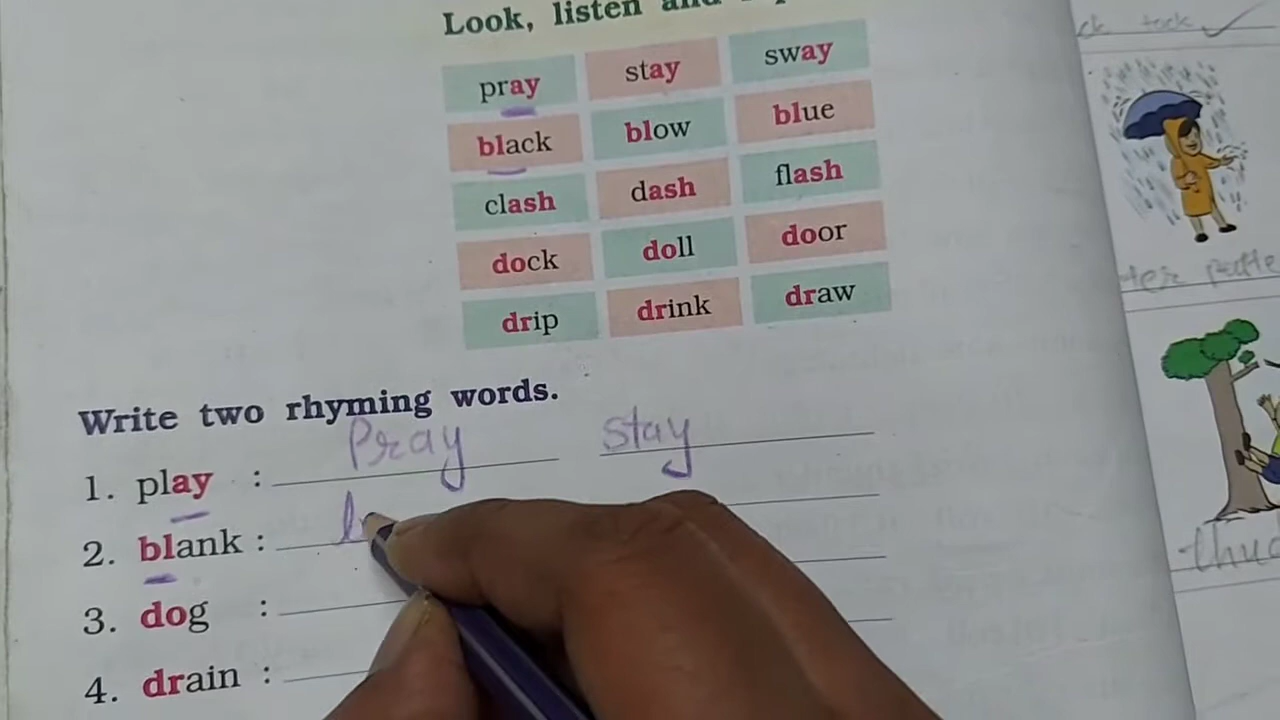 Look, listen and
pray stay sway
black blow blue
clash dash flash
dock doll door
drip drink draw
Write two rhyming words.
1. play : Pray stay
2. blank :
3. dog :
4. drain :